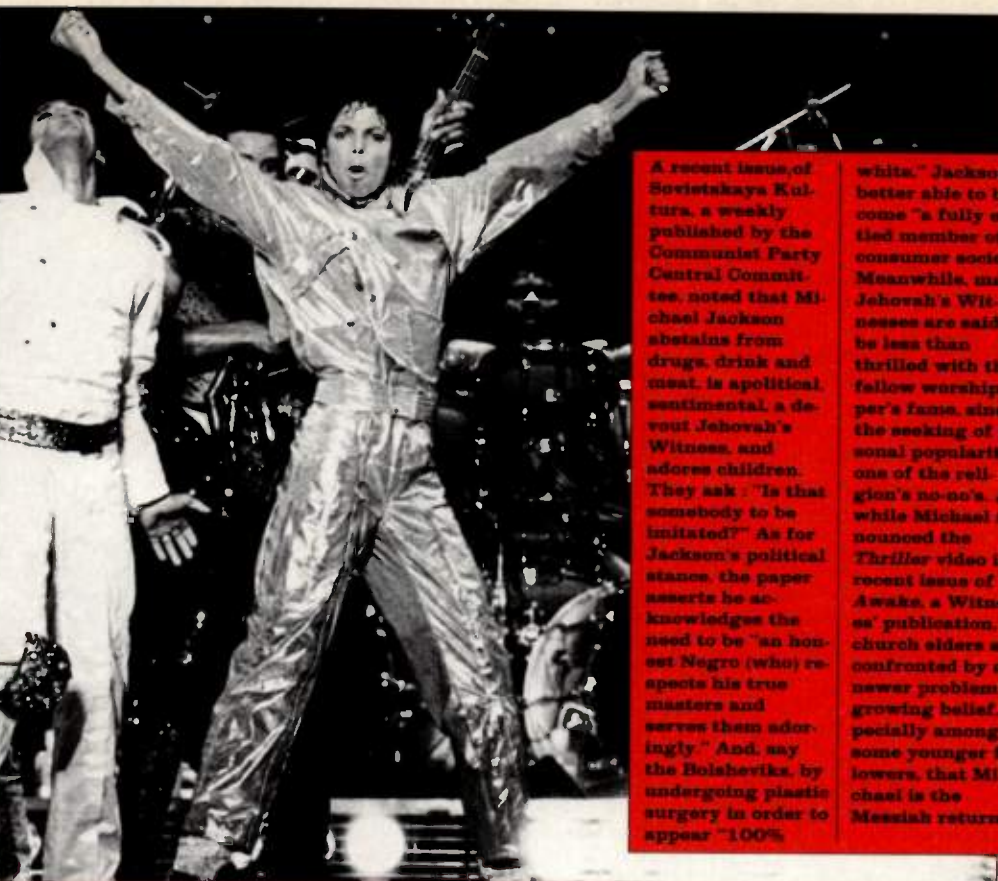 A recent issue,of
Sovietskaya Kul-
tura, a weekly
published by the
Communist Party
Central Commit-
tee, noted that Mi-
chael Jackson
abstains from
drugs, drink and
meat, is apolitical,
sentimental, a de-
vout Jehovah's
Witness, and
adores children.
They ask : "Is that
somebody to be
imitated?" As for
Jackson's political
stance, the paper
asserts he ac-
knowledges the
need to be "an hon-
est Negro (who) re-
spects his true
masters and
serves them ador-
ingly." And, say
the Bolsheviks, by
undergoing plastic
surgery in order to
appear "100%
white," Jackso
better able to b
come "a fully e
tled member o
consumer socie
Meanwhile, ma
Jehovah's Wit-
nesses are said
be less than
thrilled with th
fellow worship
per's fame, sinc
the seeking of
sonal popularit
one of the reli-
gion's no-no's.
while Michael
nounced the
Thriller video i
recent issue of
Awake, a Witn
es' publication,
church elders a
confronted by a
newer problem
growing belief,
pecially among
some younger f
lowers, that Mi
chael is the
Messiah return